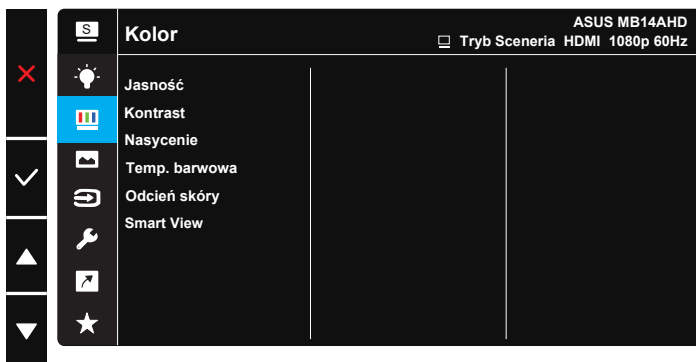 S
Kolor
ASUS MB14AHD
Tryb Sceneria HDMI 1080p 60Hz
Jasność
Kontrast
Nasycenie
Temp. barwowa
Odcień skóry
Smart View